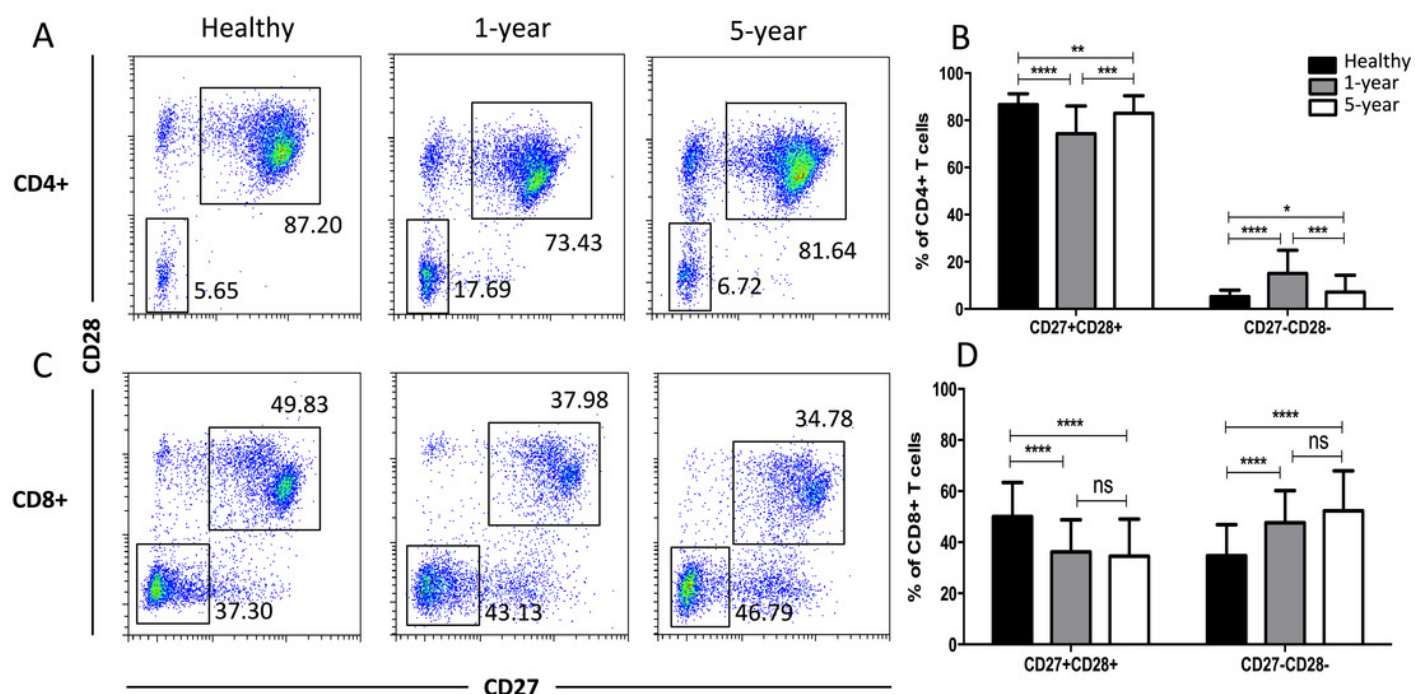 A
Healthy
1-year
5-year
CD4+
87.20
5.65
73.43
17.69
81.64
6.72
CD28
B
Healthy
1-year
5-year
% of CD4+ T cells
100
80
60
40
20
0
**
**** ***
*
**** ***
CD27+CD28+ CD27-CD28-
C
CD8+
49.83
37.30
37.98
43.13
34.78
46.79
CD27
D
% of CD8+ T cells
100
80
60
40
20
0
****
****
ns
****
ns
****
CD27+CD28+ CD27-CD28-